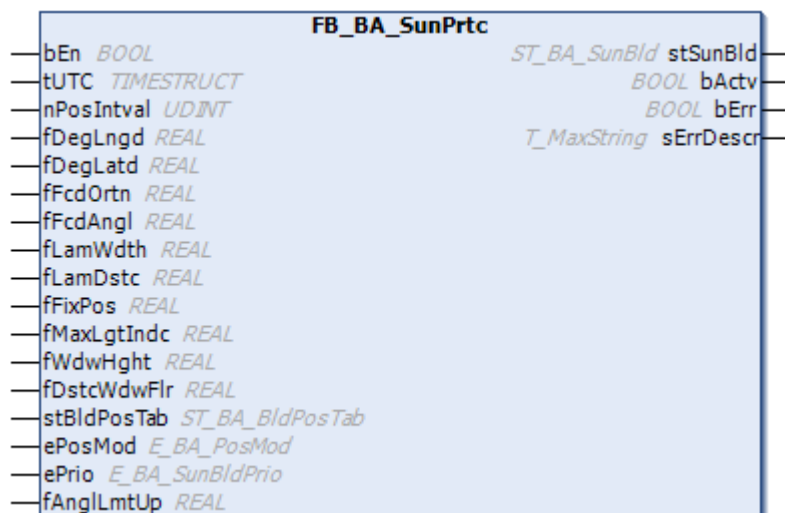 FB_BA_SunPrtc
bEn BOOL ST_BA_SunBld stSunBld
tUTC TIMESTRUCT BOOL bActv
nPosIntval UDINT BOOL bErr
fDegLngd REAL T_MaxString sErrDescr
fDegLatd REAL
fFcdOrtn REAL
fFcdAngl REAL
fLamWdth REAL
fLamDstc REAL
fFixPos REAL
fMaxLgtIndc REAL
fWdwHght REAL
fDstcWdwFlr REAL
stBldPosTab ST_BA_BldPosTab
ePosMod E_BA_PosMod
ePrio E_BA_SunBldPrio
fAnglLmtUp REAL